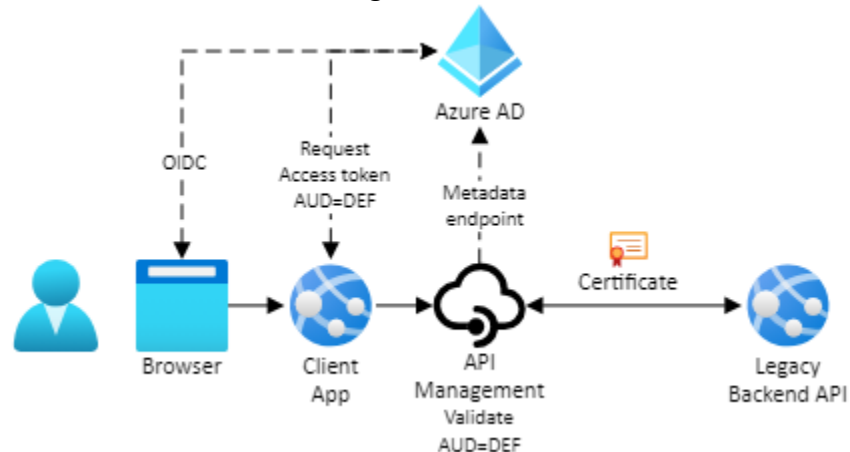 Azure AD
OIDC
Request
Access token
AUD=DEF
Metadata
endpoint
Certificate
Browser
Client
App
API
Management
Validate
AUD=DEF
Legacy
Backend API